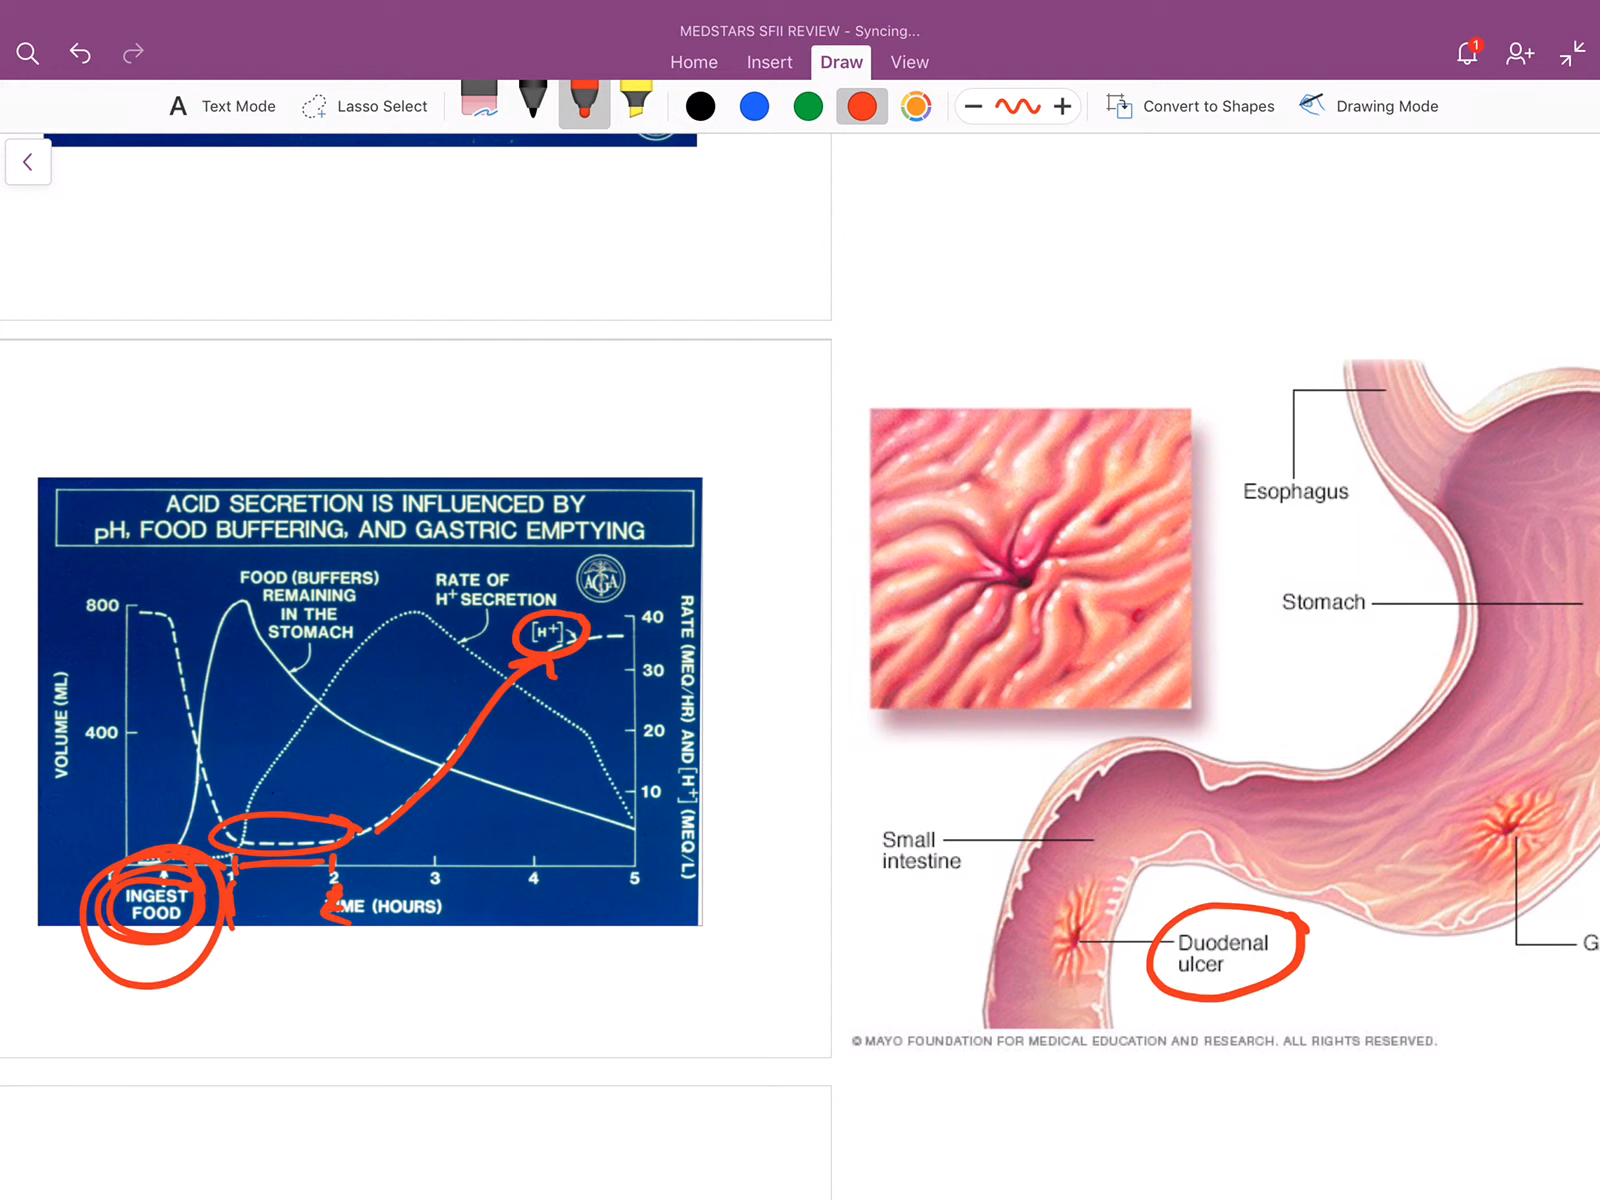 MEDSTARS SFII REVIEW - Syncing...
Home Insert Draw View
1
A Text Mode Lasso Select Convert to Shapes Drawing Mode
ACID SECRETION IS INFLUENCED BY
pH, FOOD BUFFERING, AND GASTRIC EMPTYING
FOOD (BUFFERS)
REMAINING
IN THE
STOMACH
RATE OF
H+ SECRETION
AGA
[H+]
800
400
VOLUME (ML)
40
30
20
10
RATE (MEQ/HR) AND [H+] (MEQ/L)
1 2 3 4 5
INGEST
FOOD
(HOURS)
Esophagus
Stomach
Small
intestine
Duodenal
ulcer
G
© MAYO FOUNDATION FOR MEDICAL EDUCATION AND RESEARCH. ALL RIGHTS RESERVED.